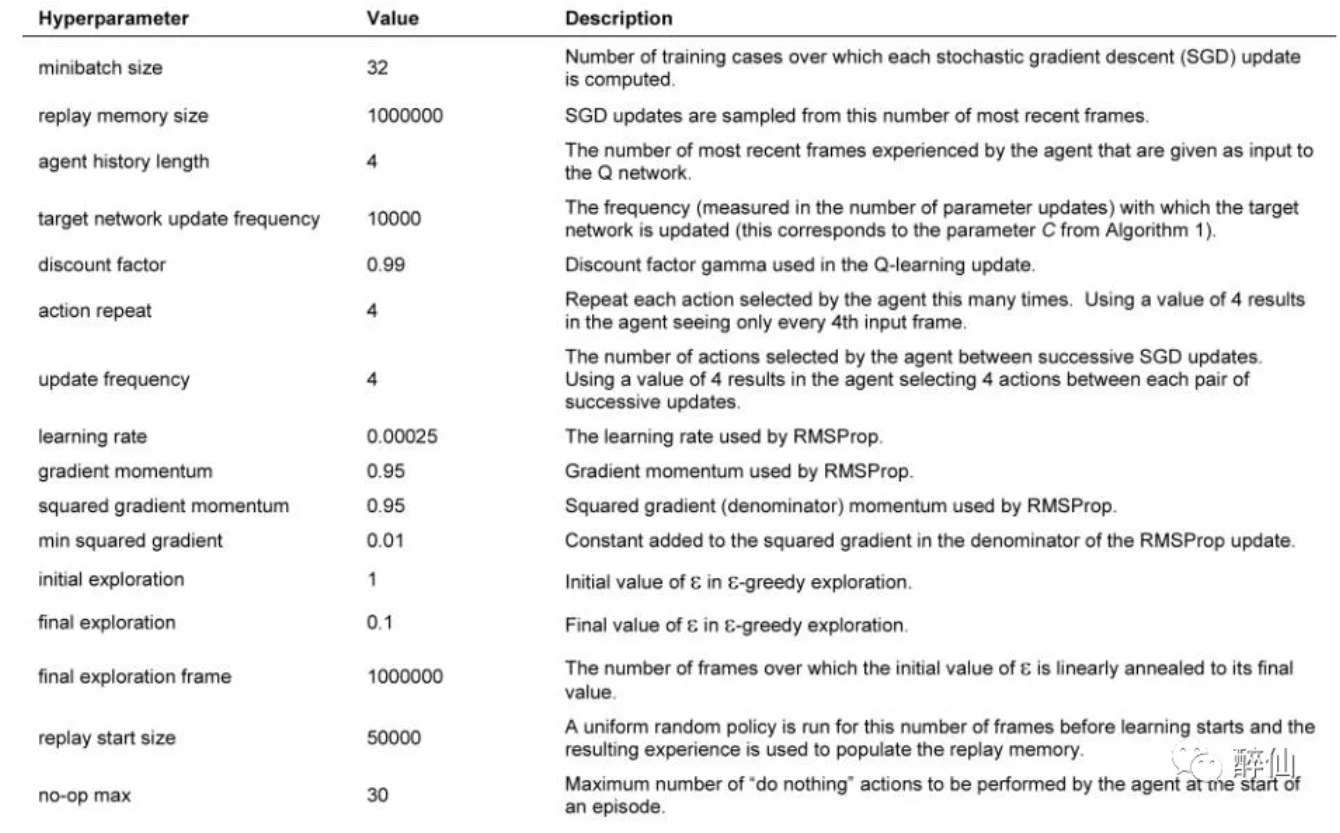 Hyperparameter Value Description
minibatch size 32 Number of training cases over which each stochastic gradient descent (SGD) update
is computed.
replay memory size 1000000 SGD updates are sampled from this number of most recent frames.
agent history length 4 The number of most recent frames experienced by the agent that are given as input to
the Q network.
target network update frequency 10000 The frequency (measured in the number of parameter updates) with which the target
network is updated (this corresponds to the parameter C from Algorithm 1).
discount factor 0.99 Discount factor gamma used in the Q-learning update.
action repeat 4 Repeat each action selected by the agent this many times. Using a value of 4 results
in the agent seeing only every 4th input frame.
update frequency 4 The number of actions selected by the agent between successive SGD updates.
Using a value of 4 results in the agent selecting 4 actions between each pair of
successive updates.
learning rate 0.00025 The learning rate used by RMSProp.
gradient momentum 0.95 Gradient momentum used by RMSProp.
squared gradient momentum 0.95 Squared gradient (denominator) momentum used by RMSProp.
min squared gradient 0.01 Constant added to the squared gradient in the denominator of the RMSProp update.
initial exploration 1 Initial value of ε in ε-greedy exploration.
final exploration 0.1 Final value of ε in ε-greedy exploration.
final exploration frame 1000000 The number of frames over which the initial value of ε is linearly annealed to its final
value.
replay start size 50000 A uniform random policy is run for this number of frames before learning starts and the
resulting experience is used to populate the replay memory.
醉仙
no-op max 30 Maximum number of “do nothing” actions to be performed by the agent at the start of
an episode.